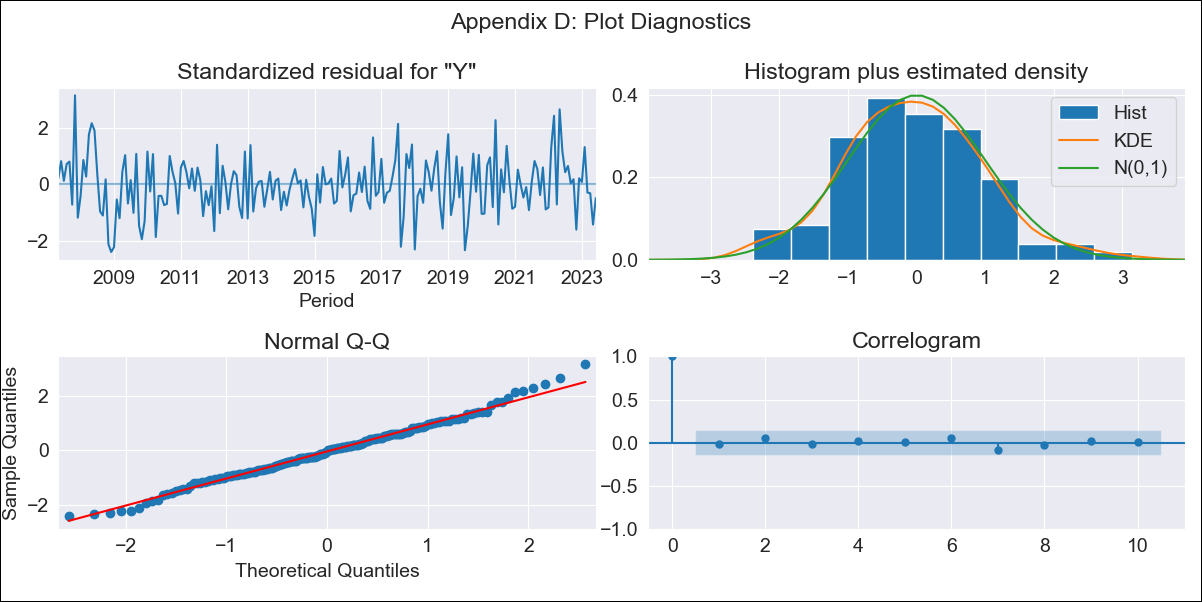 Appendix D: Plot Diagnostics
Standardized residual for "Y"
2
0
−2
2009 2011 2013 2015 2017 2019 2021 2023
Period
Histogram plus estimated density
0.4
0.2
0.0
Hist
KDE
N(0,1)
−3 −2 −1 0 1 2 3
Normal Q-Q
Sample Quantiles
2
0
−2
−2 −1 0 1 2
Theoretical Quantiles
Correlogram
1.0
0.5
0.0
−0.5
−1.0
0 2 4 6 8 10